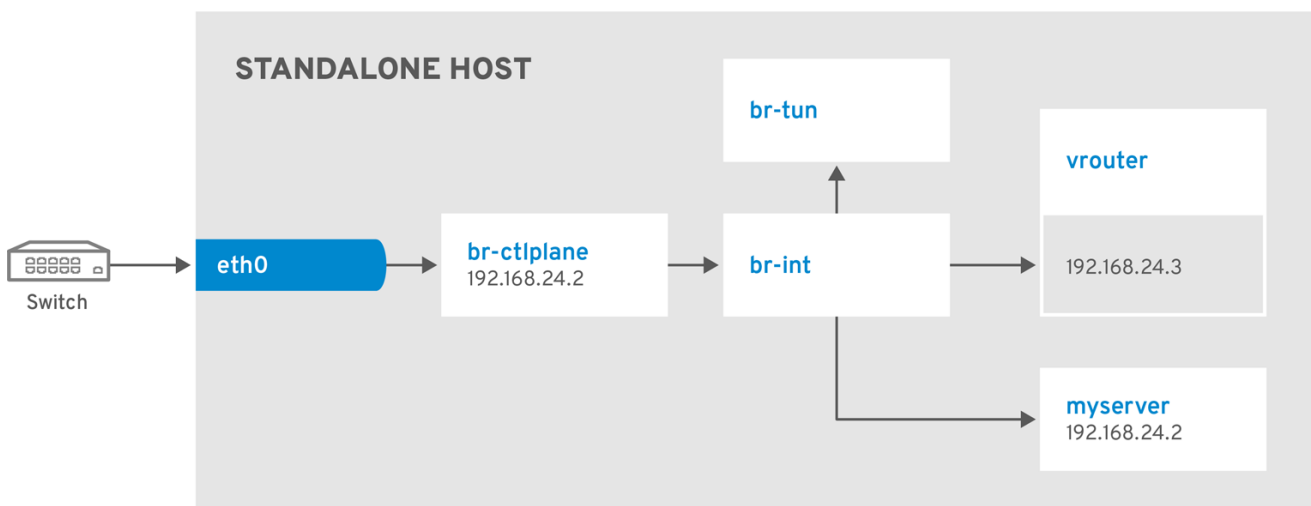 STANDALONE HOST
br-tun
vrouter
192.168.24.3
eth0
br-ctlplane
192.168.24.2
br-int
Switch
myserver
192.168.24.2